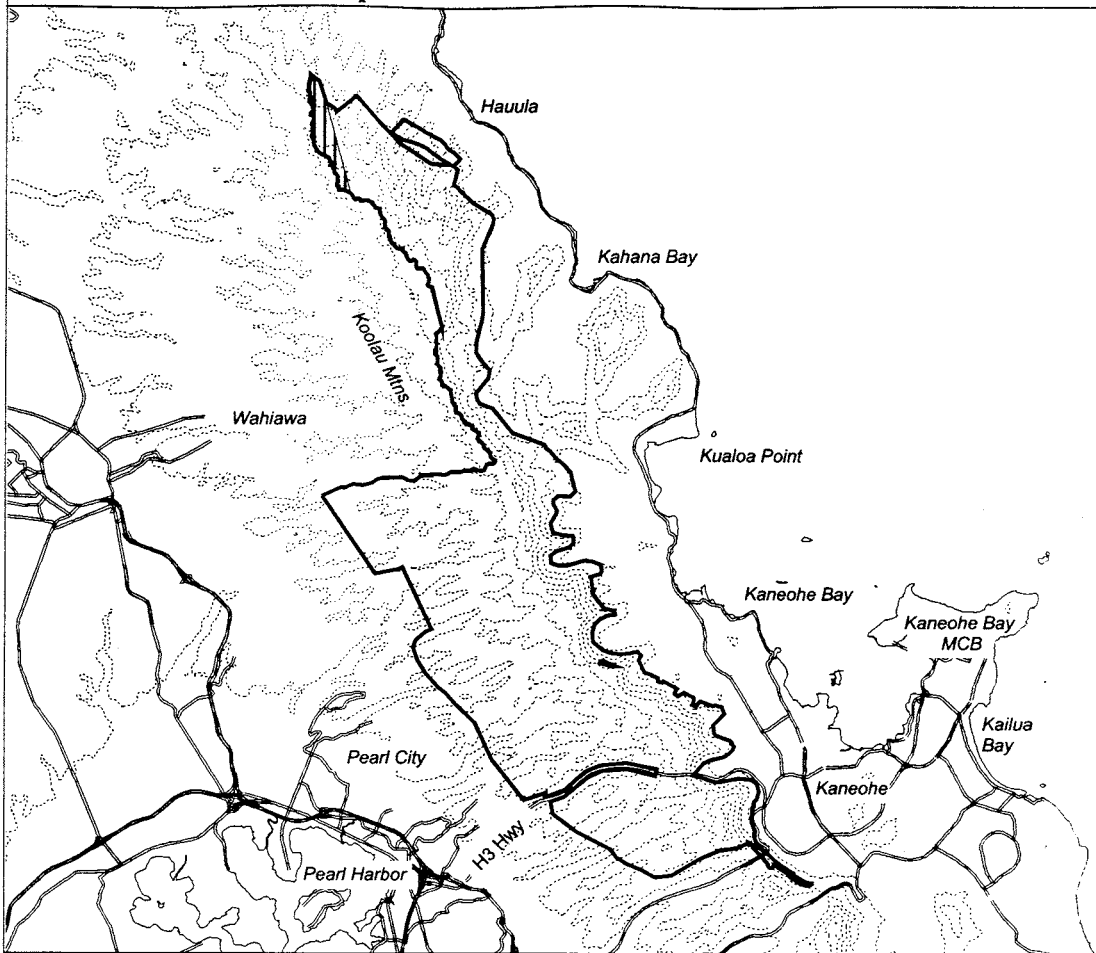 Hauula
Kahana Bay
Koolau Mtns.
Wahiawa
Kualoa Point
Kaneohe Bay
Kaneohe Bay
MCB
Kailua
Bay
Pearl City
Kaneohe
H3 Hwy
Pearl Harbor